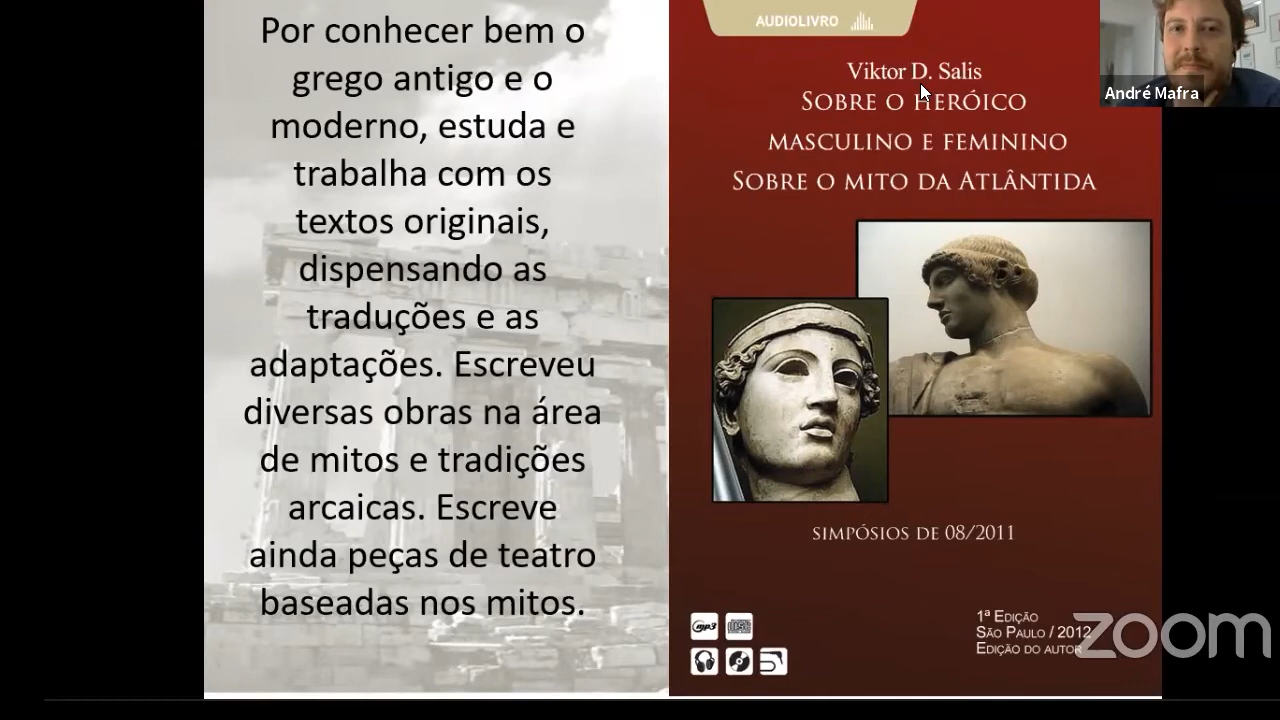 Por conhecer bem o
grego antigo e o
moderno, estuda e
trabalha com os
textos originais,
dispensando as
traduções e as
adaptações. Escreveu
diversas obras na área
de mitos e tradições
arcaicas. Escreve
ainda peças de teatro
baseadas nos mitos.
AUDIOLIVRO
Viktor D. Salis
SOBRE O HERÓICO
MASCULINO E FEMININO
SOBRE O MITO DA ATLÂNTIDA
SIMPÓSIOS DE 08/2011
mp3
1ª EDIÇÃO
SÃO PAULO / 2012
EDIÇÃO DO AUTOR
André Mafra
zoom